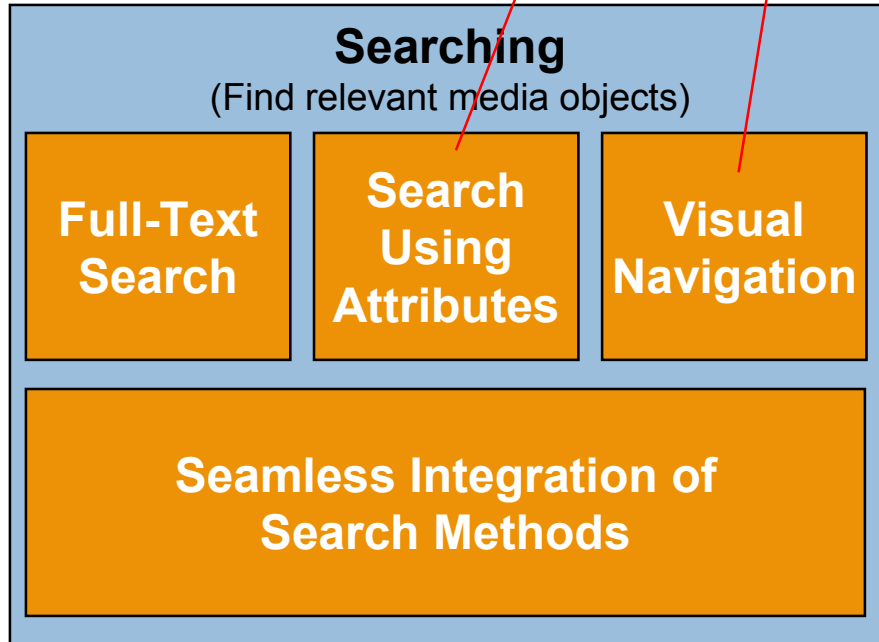 Searching
(Find relevant media objects)
Full-Text
Search
Search
Using
Attributes
Visual
Navigation
Seamless Integration of
Search Methods